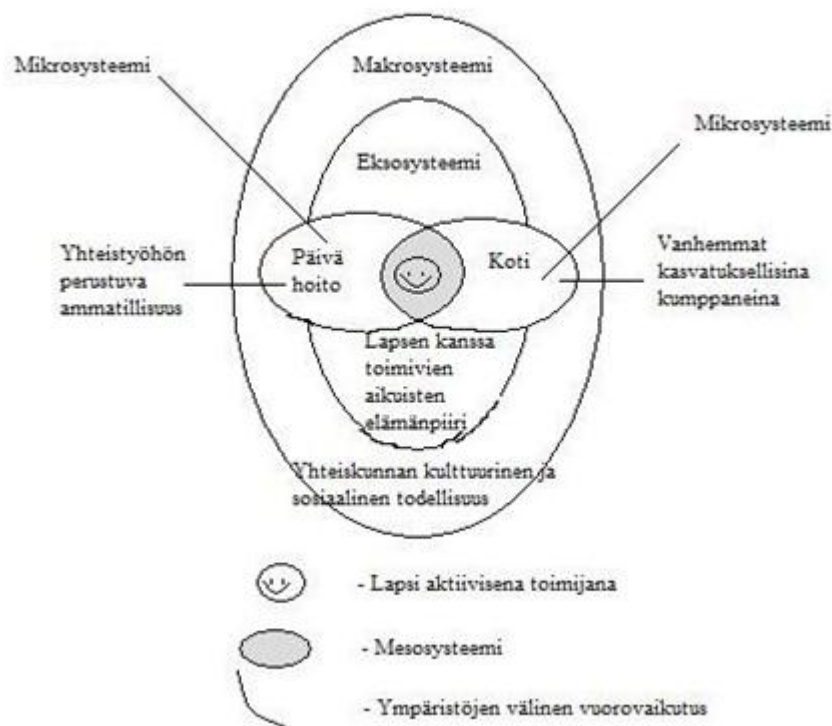 Mikrosysteemi
Makrosysteemi
Mikrosysteemi
Eksosysteemi
Yhteistyöhön
perustuva
ammatillisuus
Päivä
hoito
Koti
Vanhemmat
kasvatuksellisina
kumppaneina
Lapsen kanssa
toimivien
aikuisten
elämänpiiri
Yhteiskunnan kulttuurinen ja
sosiaalinen todellisuus
- Lapsi aktiivisena toimijana
- Mesosysteemi
- Ympäristöjen välinen vuorovaikutus